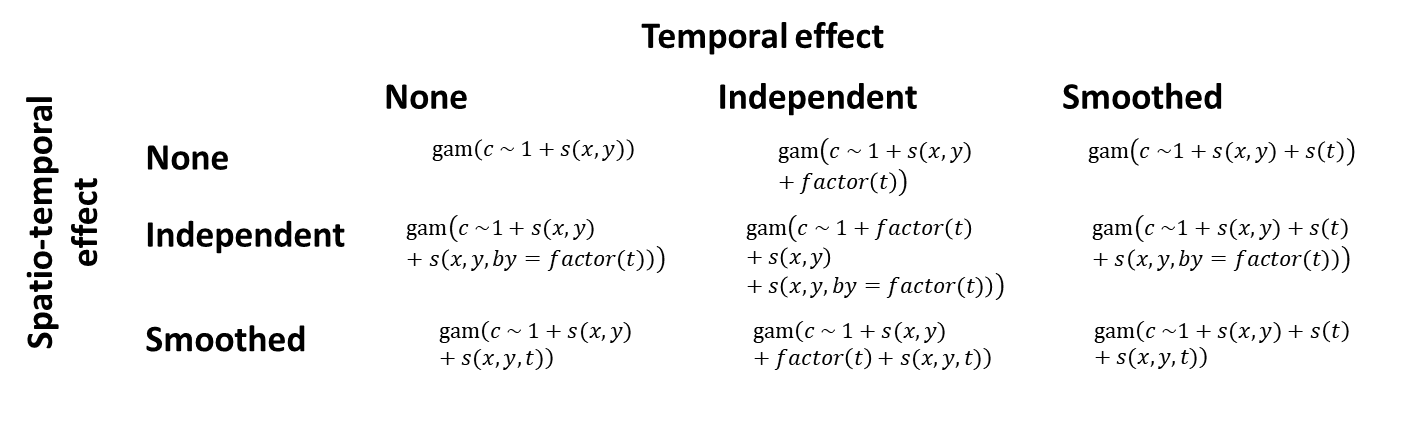 Temporal effect
None
Independent
Smoothed
Spatio-temporal
effect
None
gam(c ~ 1 + s(x, y))
gam(c ~ 1 + s(x, y)
+ factor(t))
gam(c ~1 + s(x, y) + s(t))
Independent
gam(c ~1 + s(x, y)
+ s(x, y, by = factor(t)))
gam(c ~ 1 + factor(t)
+ s(x, y)
+ s(x, y, by = factor(t)))
gam(c ~1 + s(x, y) + s(t)
+ s(x, y, by = factor(t)))
Smoothed
gam(c ~ 1 + s(x, y)
+ s(x, y, t))
gam(c ~ 1 + s(x, y)
+ factor(t) + s(x, y, t))
gam(c ~1 + s(x, y) + s(t)
+ s(x, y, t))